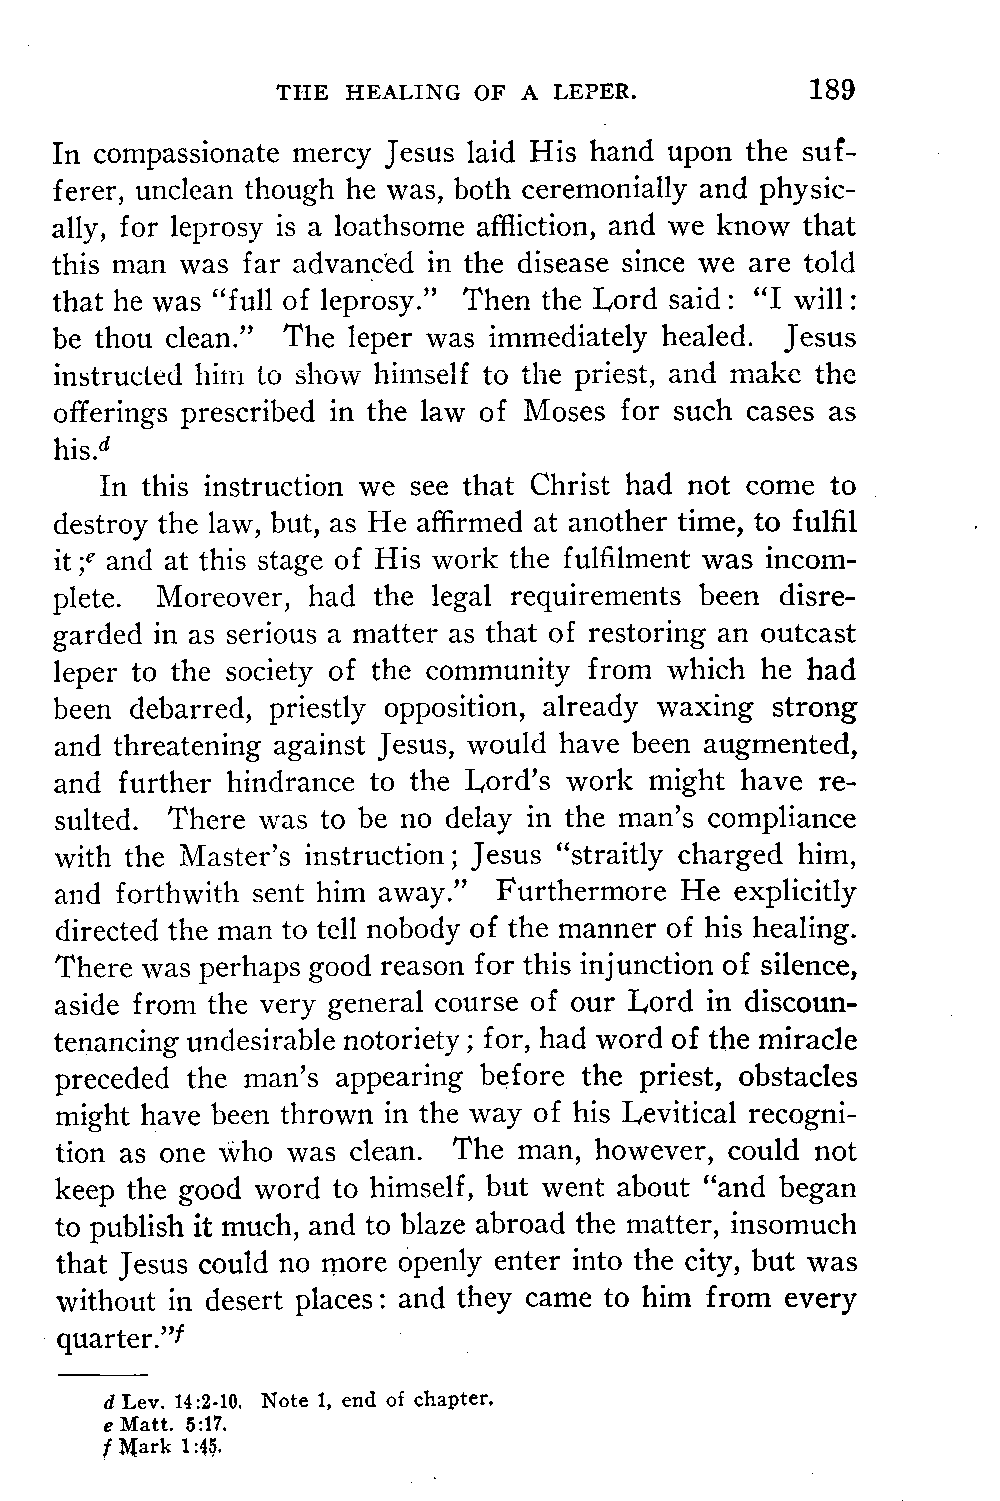 THE HEALING OF A LEPER. 189
In compassionate mercy Jesus laid His hand upon the suf-
ferer, unclean though he was, both ceremonially and physic-
ally, for leprosy is a loathsome affliction, and we know that
this man was far advanced in the disease since we are told
that he was “full of leprosy.” Then the Lord said: “I will:
be thou clean.” The leper was immediately healed. Jesus
instructed him to show himself to the priest, and make the
offerings prescribed in the law of Moses for such cases as
his.d
In this instruction we see that Christ had not come to
destroy the law, but, as He affirmed at another time, to fulfil
it;e and at this stage of His work the fulfilment was incom-
plete. Moreover, had the legal requirements been disre-
garded in as serious a matter as that of restoring an outcast
leper to the society of the community from which he had
been debarred, priestly opposition, already waxing strong
and threatening against Jesus, would have been augmented,
and further hindrance to the Lord’s work might have re-
sulted. There was to be no delay in the man’s compliance
with the Master’s instruction; Jesus “straitly charged him,
and forthwith sent him away.” Furthermore He explicitly
directed the man to tell nobody of the manner of his healing.
There was perhaps good reason for this injunction of silence,
aside from the very general course of our Lord in discoun-
tenancing undesirable notoriety; for, had word of the miracle
preceded the man’s appearing before the priest, obstacles
might have been thrown in the way of his Levitical recogni-
tion as one who was clean. The man, however, could not
keep the good word to himself, but went about “and began
to publish it much, and to blaze abroad the matter, insomuch
that Jesus could no more openly enter into the city, but was
without in desert places: and they came to him from every
quarter.”f
d Lev. 14:2-10. Note 1, end of chapter.
e Matt. 5:17.
f Mark 1:45.